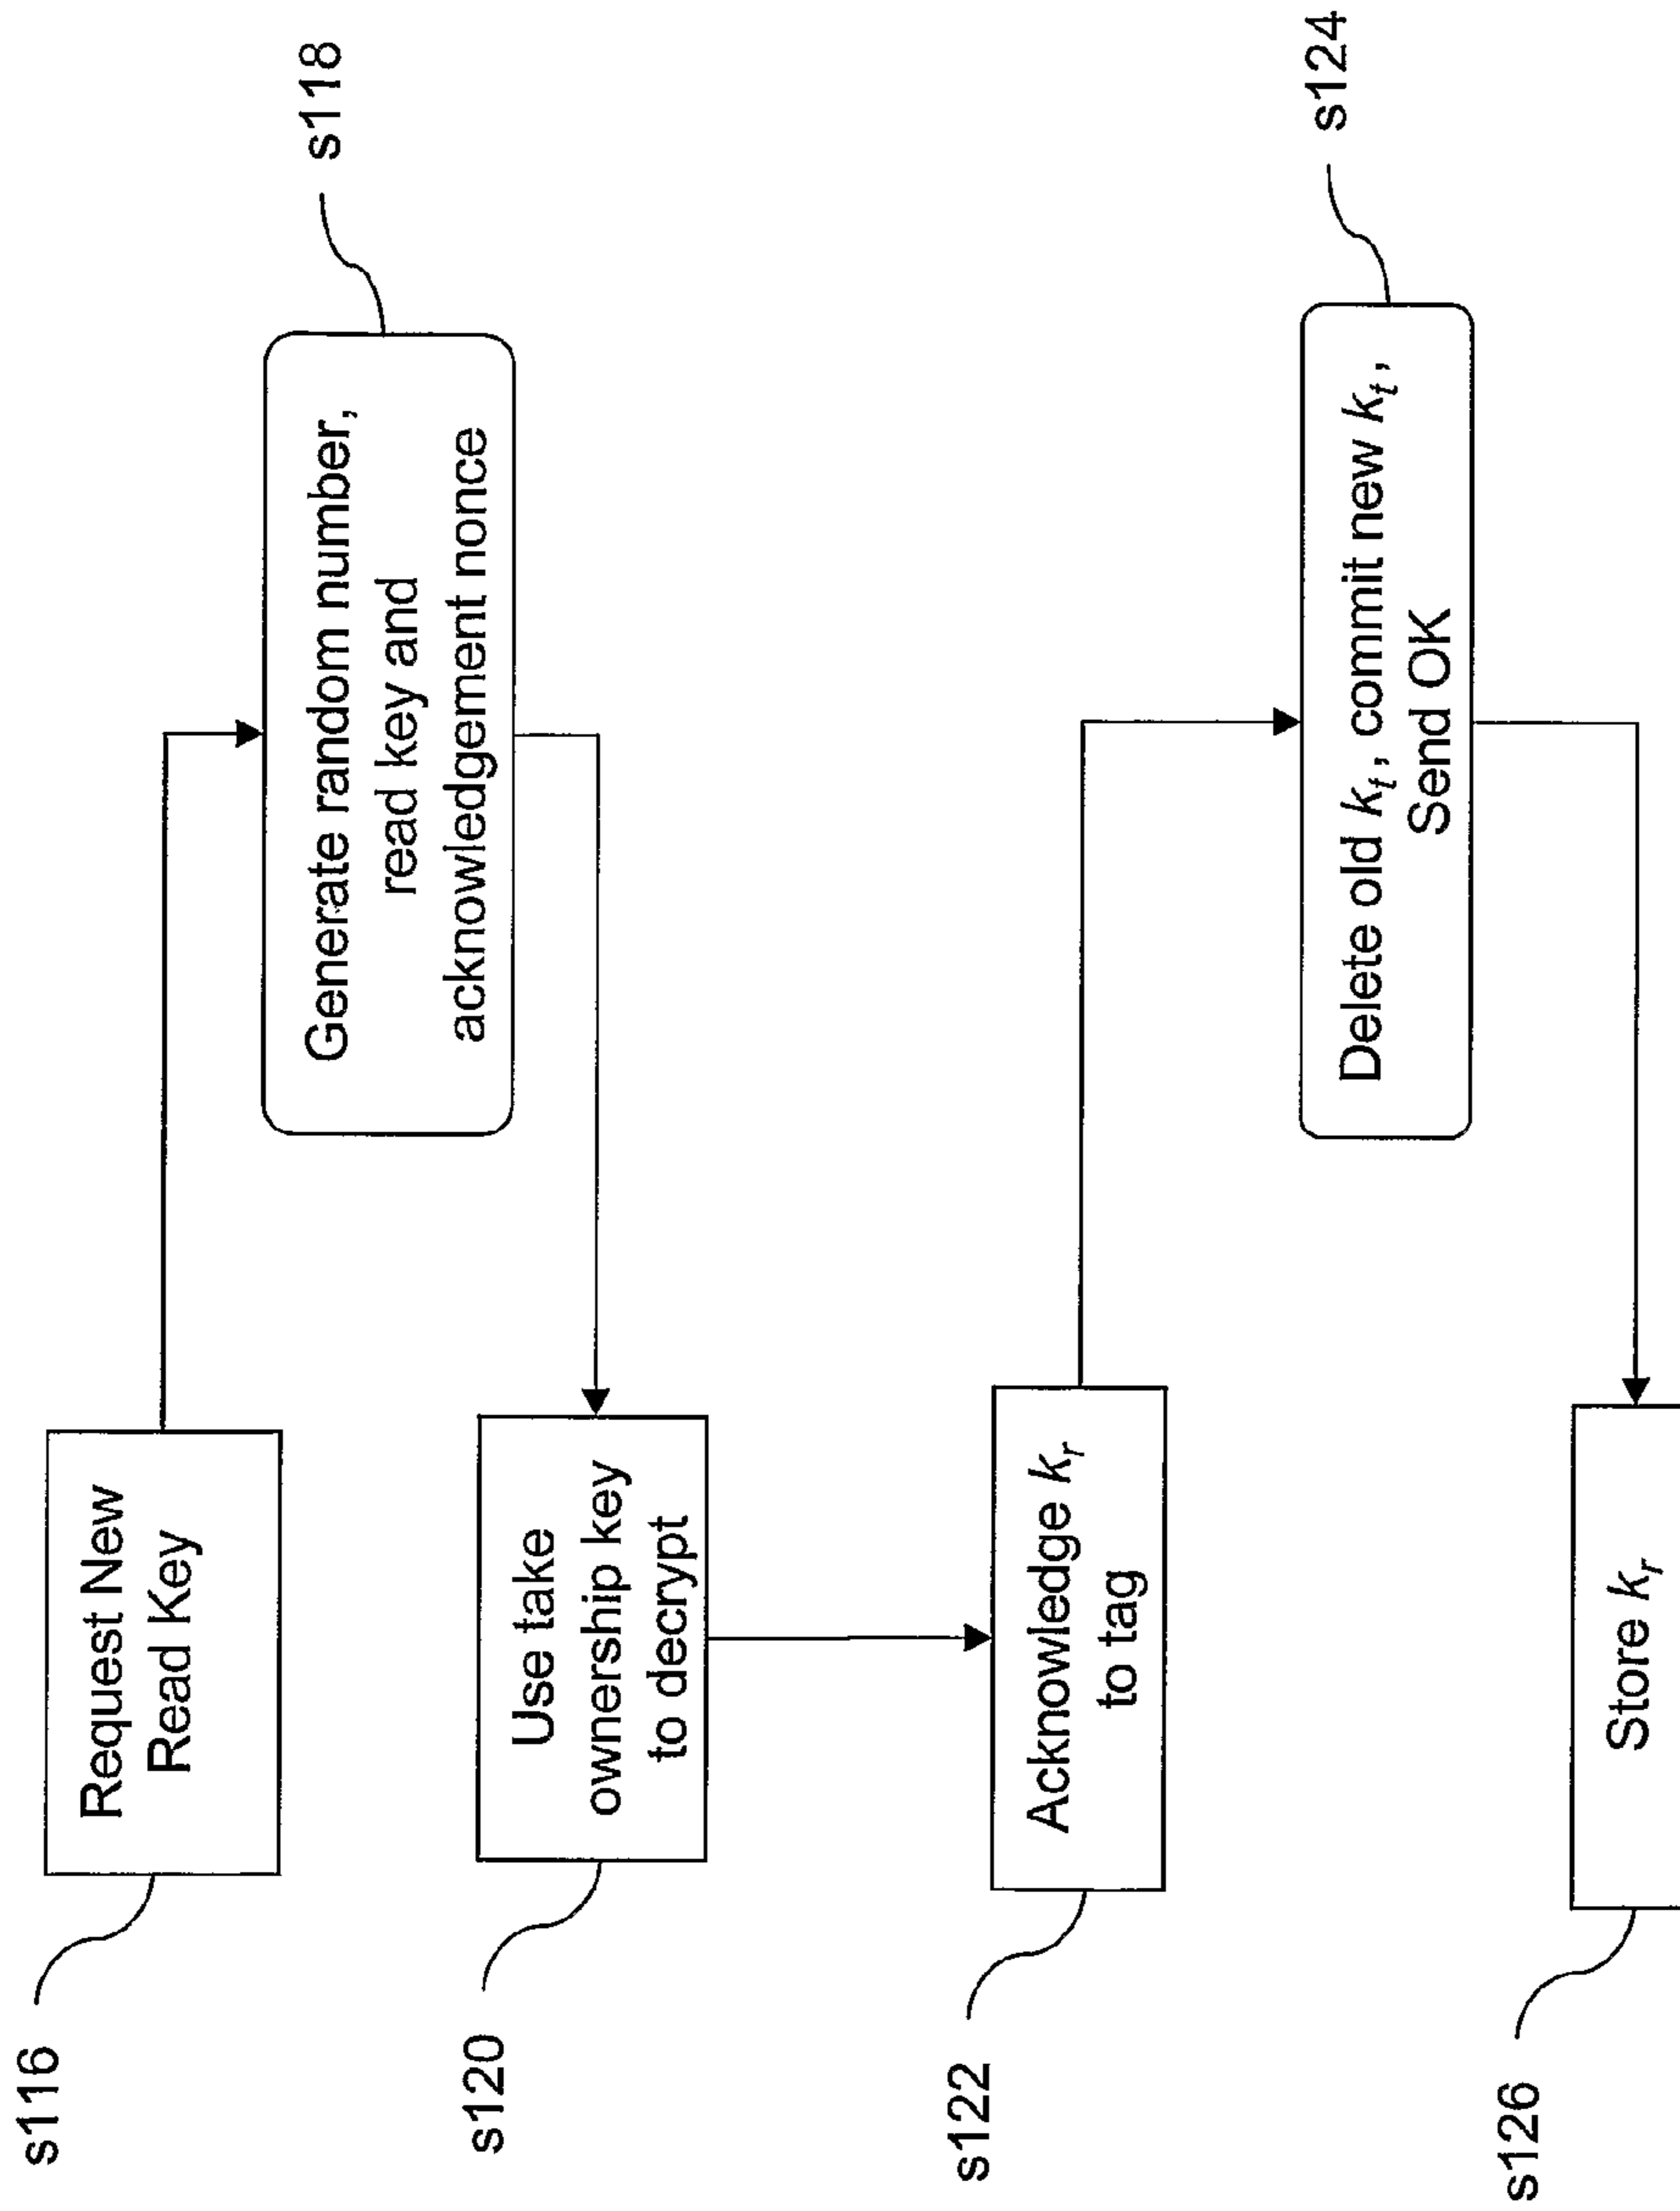 s116
Request New
Read Key
Generate random number,
read key and
acknowledgement nonce
s118
s120
Use take
ownership key
to decrypt
s122
Acknowledge kr
to tag
Delete old kt, commit new kt,
Send OK
s124
s126
Store kr